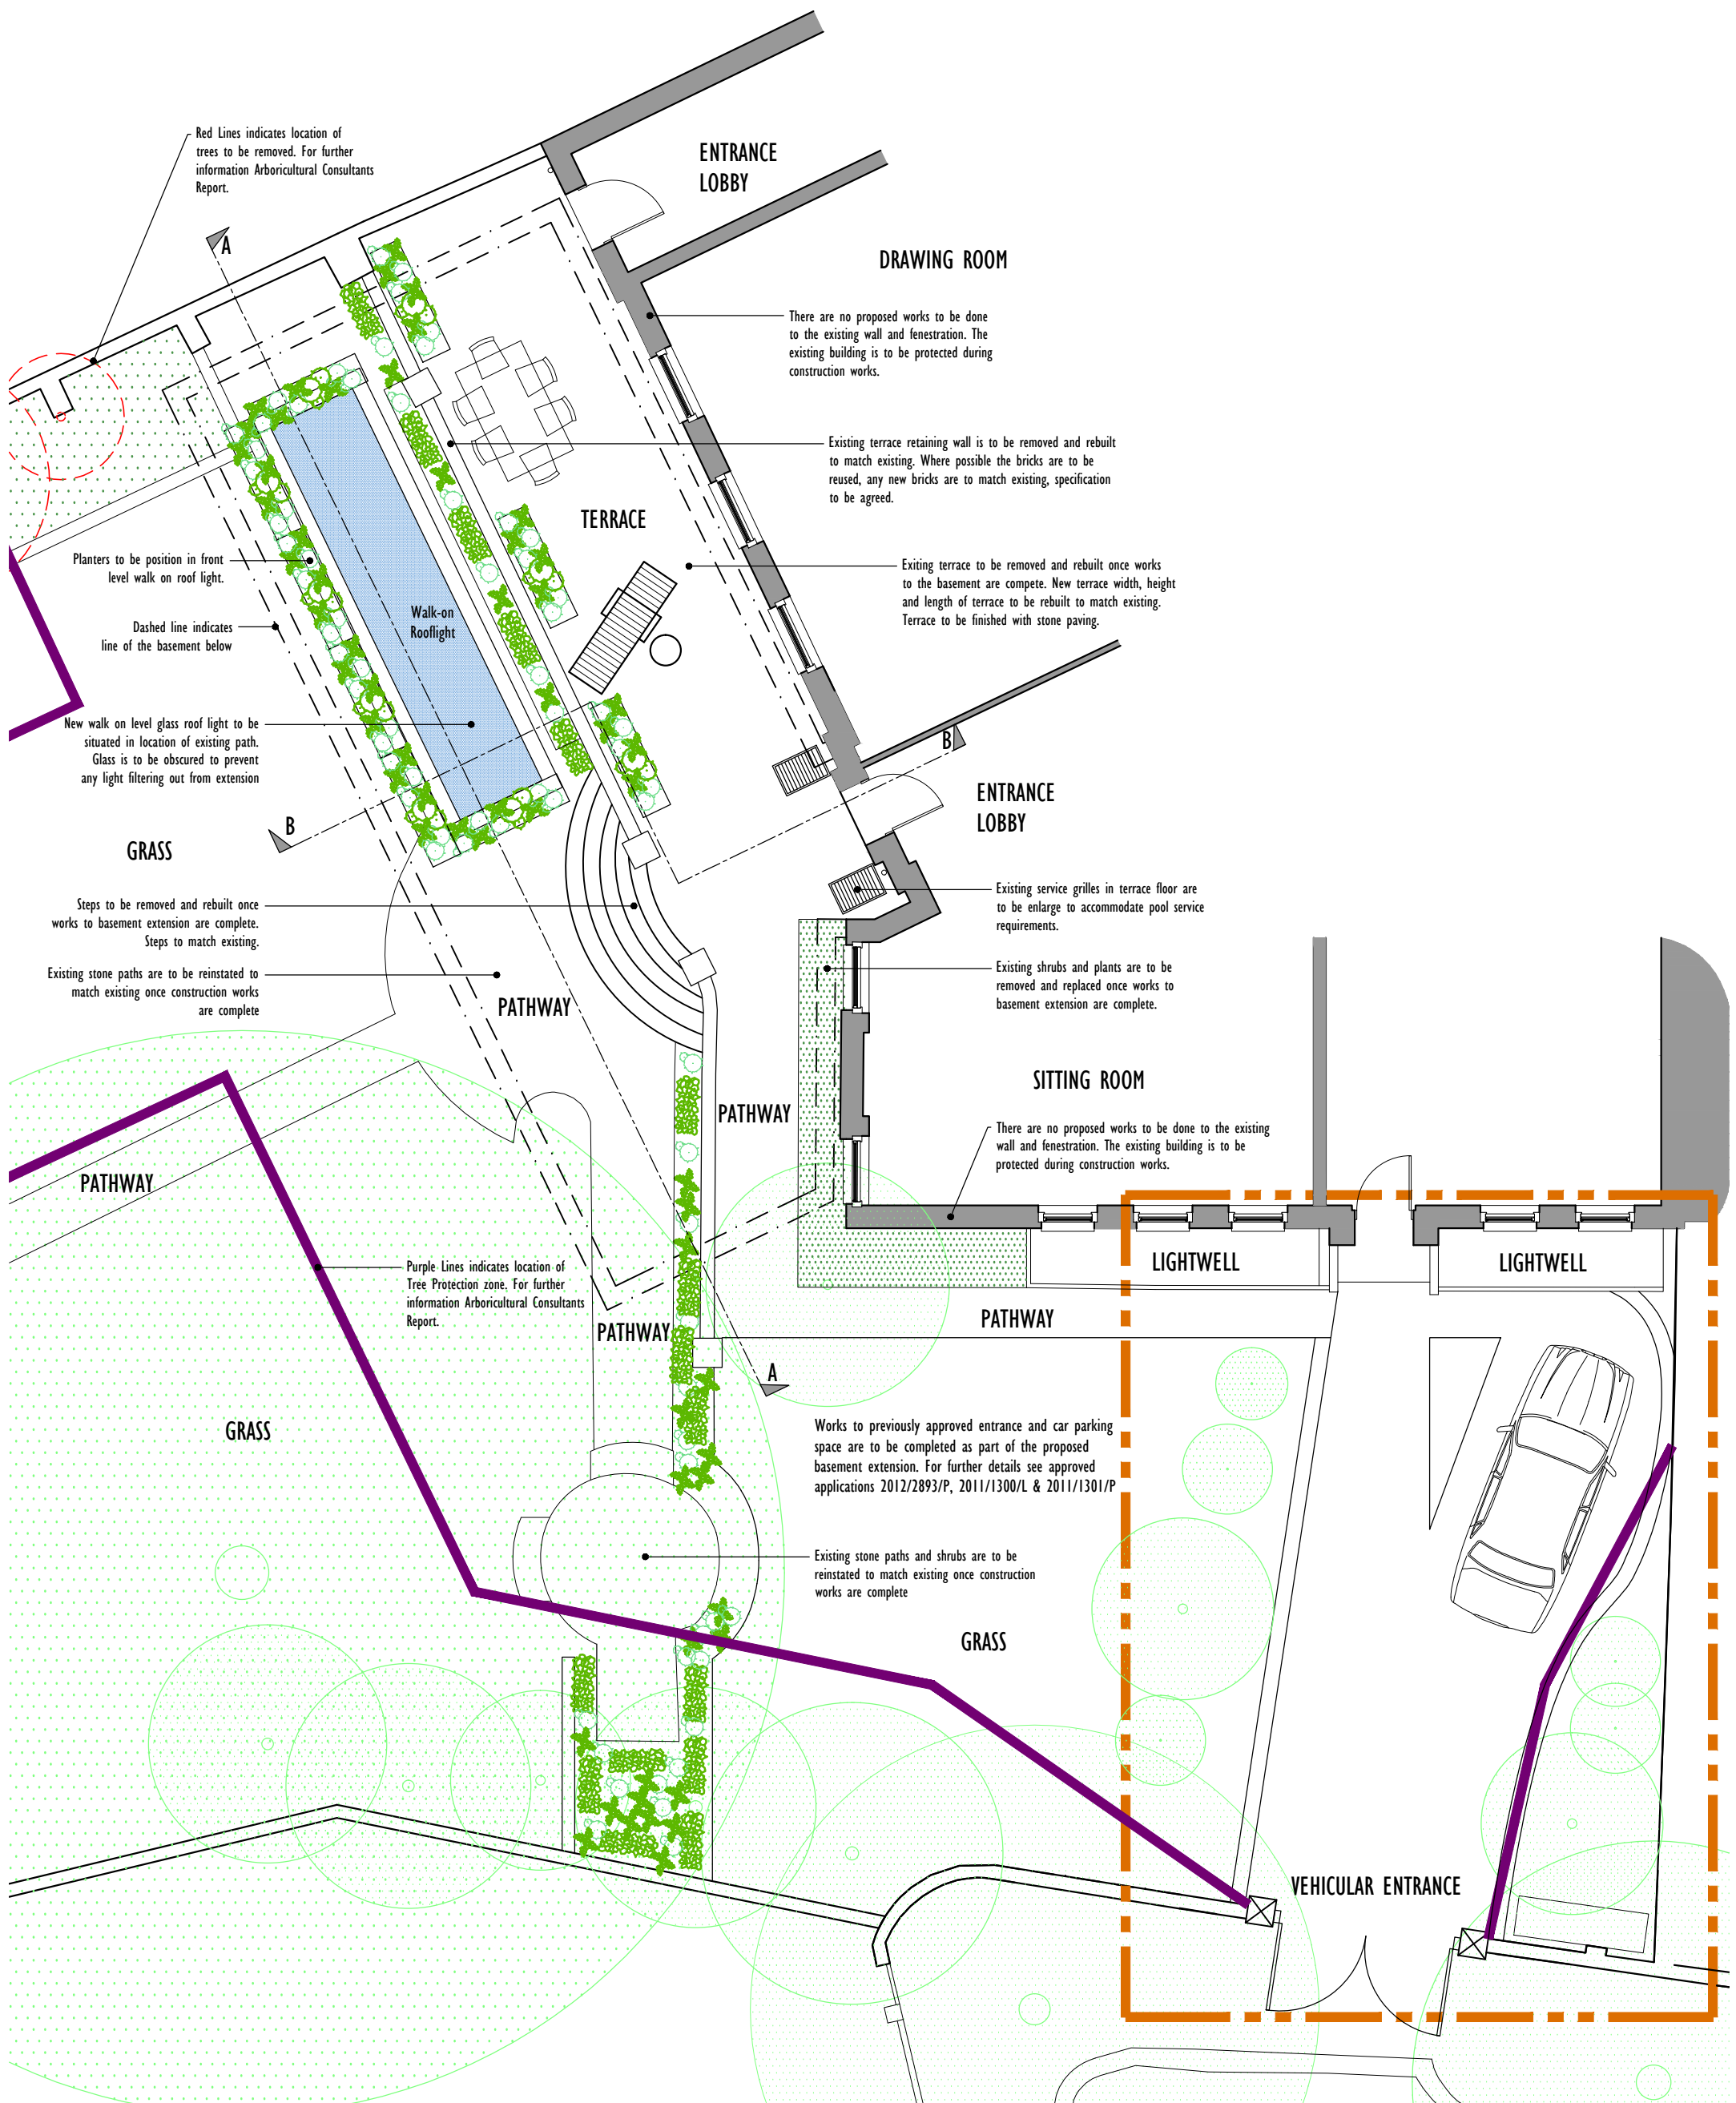 Red Lines indicates location of
trees to be removed. For further
information Arboricultural Consultants
Report.
ENTRANCE
LOBBY
A
DRAWING ROOM
There are no proposed works to be done
to the existing wall and fenestration. The
existing building is to be protected during
construction works.
Existing terrace retaining wall is to be removed and rebuilt
to match existing. Where possible the bricks are to be
reused, any new bricks are to match existing, specification
to be agreed.
TERRACE
Exiting terrace to be removed and rebuilt once works
to the basement are compete. New terrace width, height
and length of terrace to be rebuilt to match existing.
Terrace to be finished with stone paving.
Planters to be position in front
level walk on roof light.
Walk-on
Rooflight
Dashed line indicates
line of the basement below
New walk on level glass roof light to be
situated in location of existing path.
Glass is to be obscured to prevent
any light filtering out from extension
B
ENTRANCE
LOBBY
B
GRASS
Steps to be removed and rebuilt once
works to basement extension are complete.
Steps to match existing.
Existing service grilles in terrace floor are
to be enlarge to accommodate pool service
requirements.
Existing stone paths are to be reinstated to
match existing once construction works
are complete
Existing shrubs and plants are to be
removed and replaced once works to
basement extension are complete.
PATHWAY
SITTING ROOM
PATHWAY
There are no proposed works to be done to the existing
wall and fenestration. The existing building is to be
protected during construction works.
PATHWAY
Purple Lines indicates location of
Tree Protection zone. For further
information Arboricultural Consultants
Report.
LIGHTWELL
LIGHTWELL
PATHWAY
PATHWAY
A
GRASS
Works to previously approved entrance and car parking
space are to be completed as part of the proposed
basement extension. For further details see approved
applications 2012/2893/P, 2011/1300/L & 2011/1301/P
Existing stone paths and shrubs are to be
reinstated to match existing once construction
works are complete
GRASS
VEHICULAR ENTRANCE